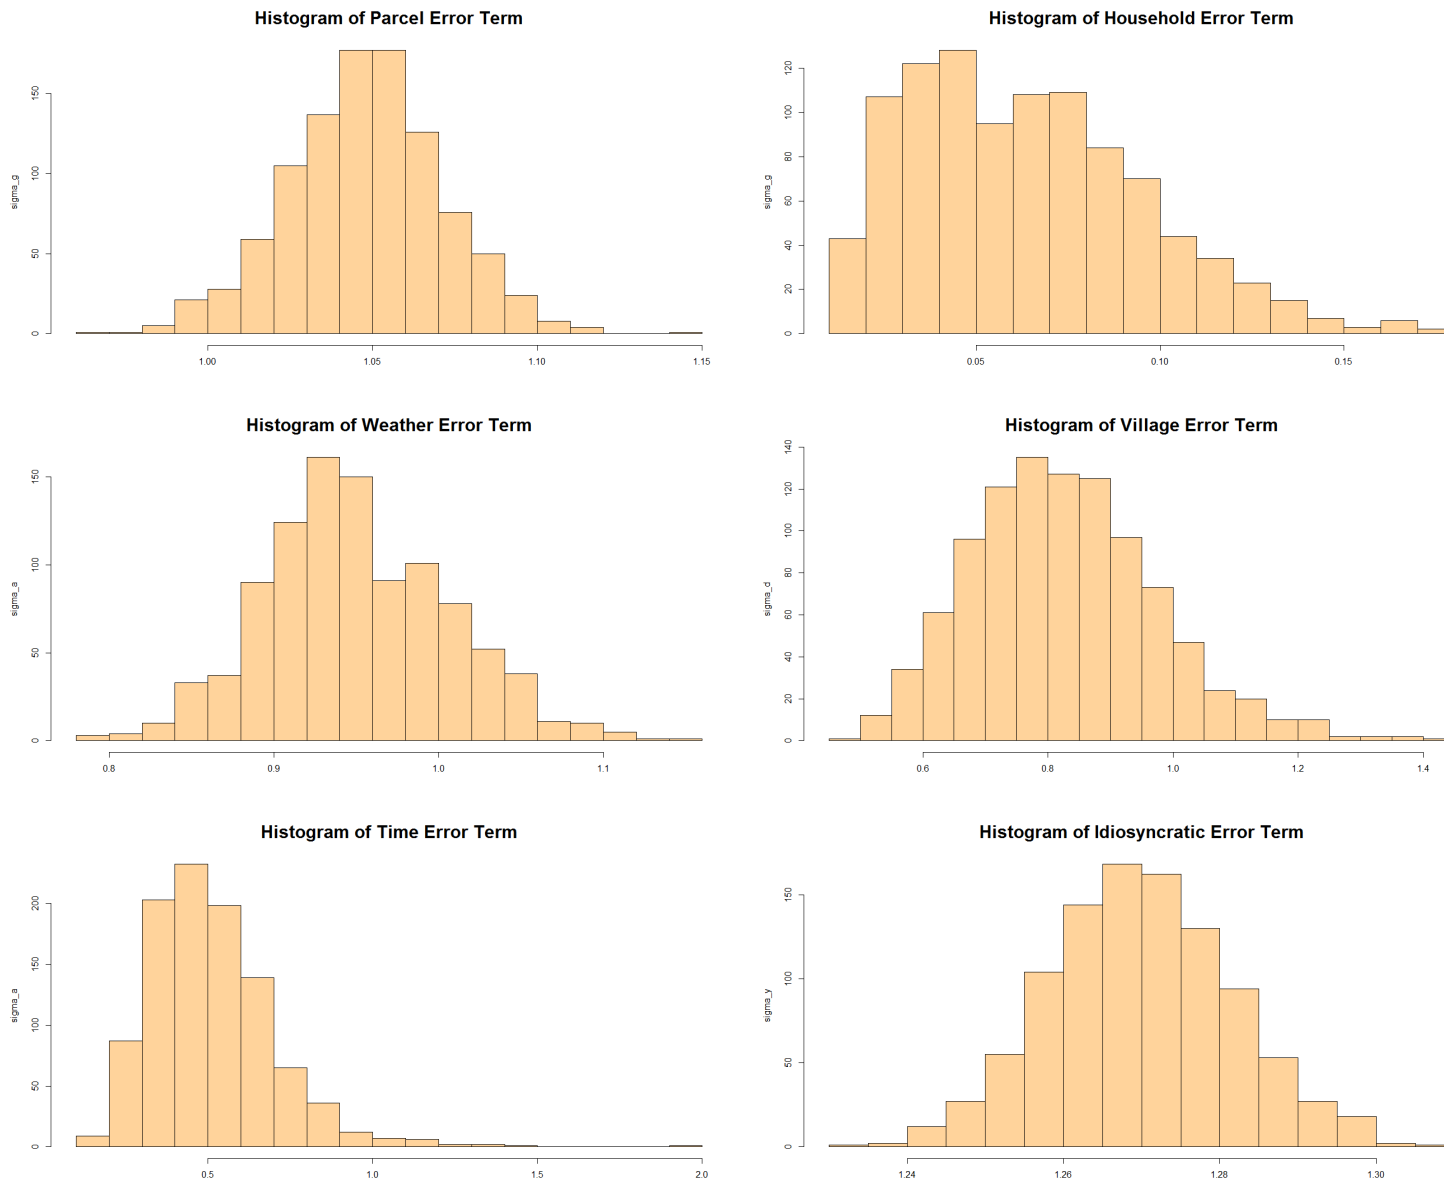 Histogram of Parcel Error Term
sigma_g
0 50 100 150
1.00 1.05 1.10 1.15
Histogram of Household Error Term
sigma_g
0 20 40 60 80 100 120
0.05 0.10 0.15
Histogram of Weather Error Term
sigma_a
0 50 100 150
0.8 0.9 1.0 1.1
Histogram of Village Error Term
sigma_d
0 20 40 60 80 100 120 140
0.6 0.8 1.0 1.2 1.4
Histogram of Time Error Term
sigma_a
0 50 100 150 200
0.5 1.0 1.5 2.0
Histogram of Idiosyncratic Error Term
sigma_y
0 50 100 150
1.24 1.26 1.28 1.30